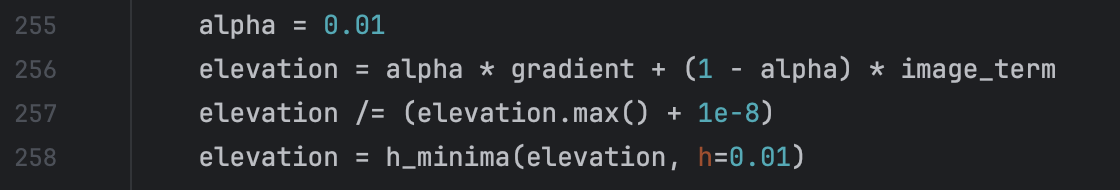 255 alpha = 0.01
256 elevation = alpha * gradient + (1 - alpha) * image_term
257 elevation /= (elevation.max() + 1e-8)
258 elevation = h_minima(elevation, h=0.01)